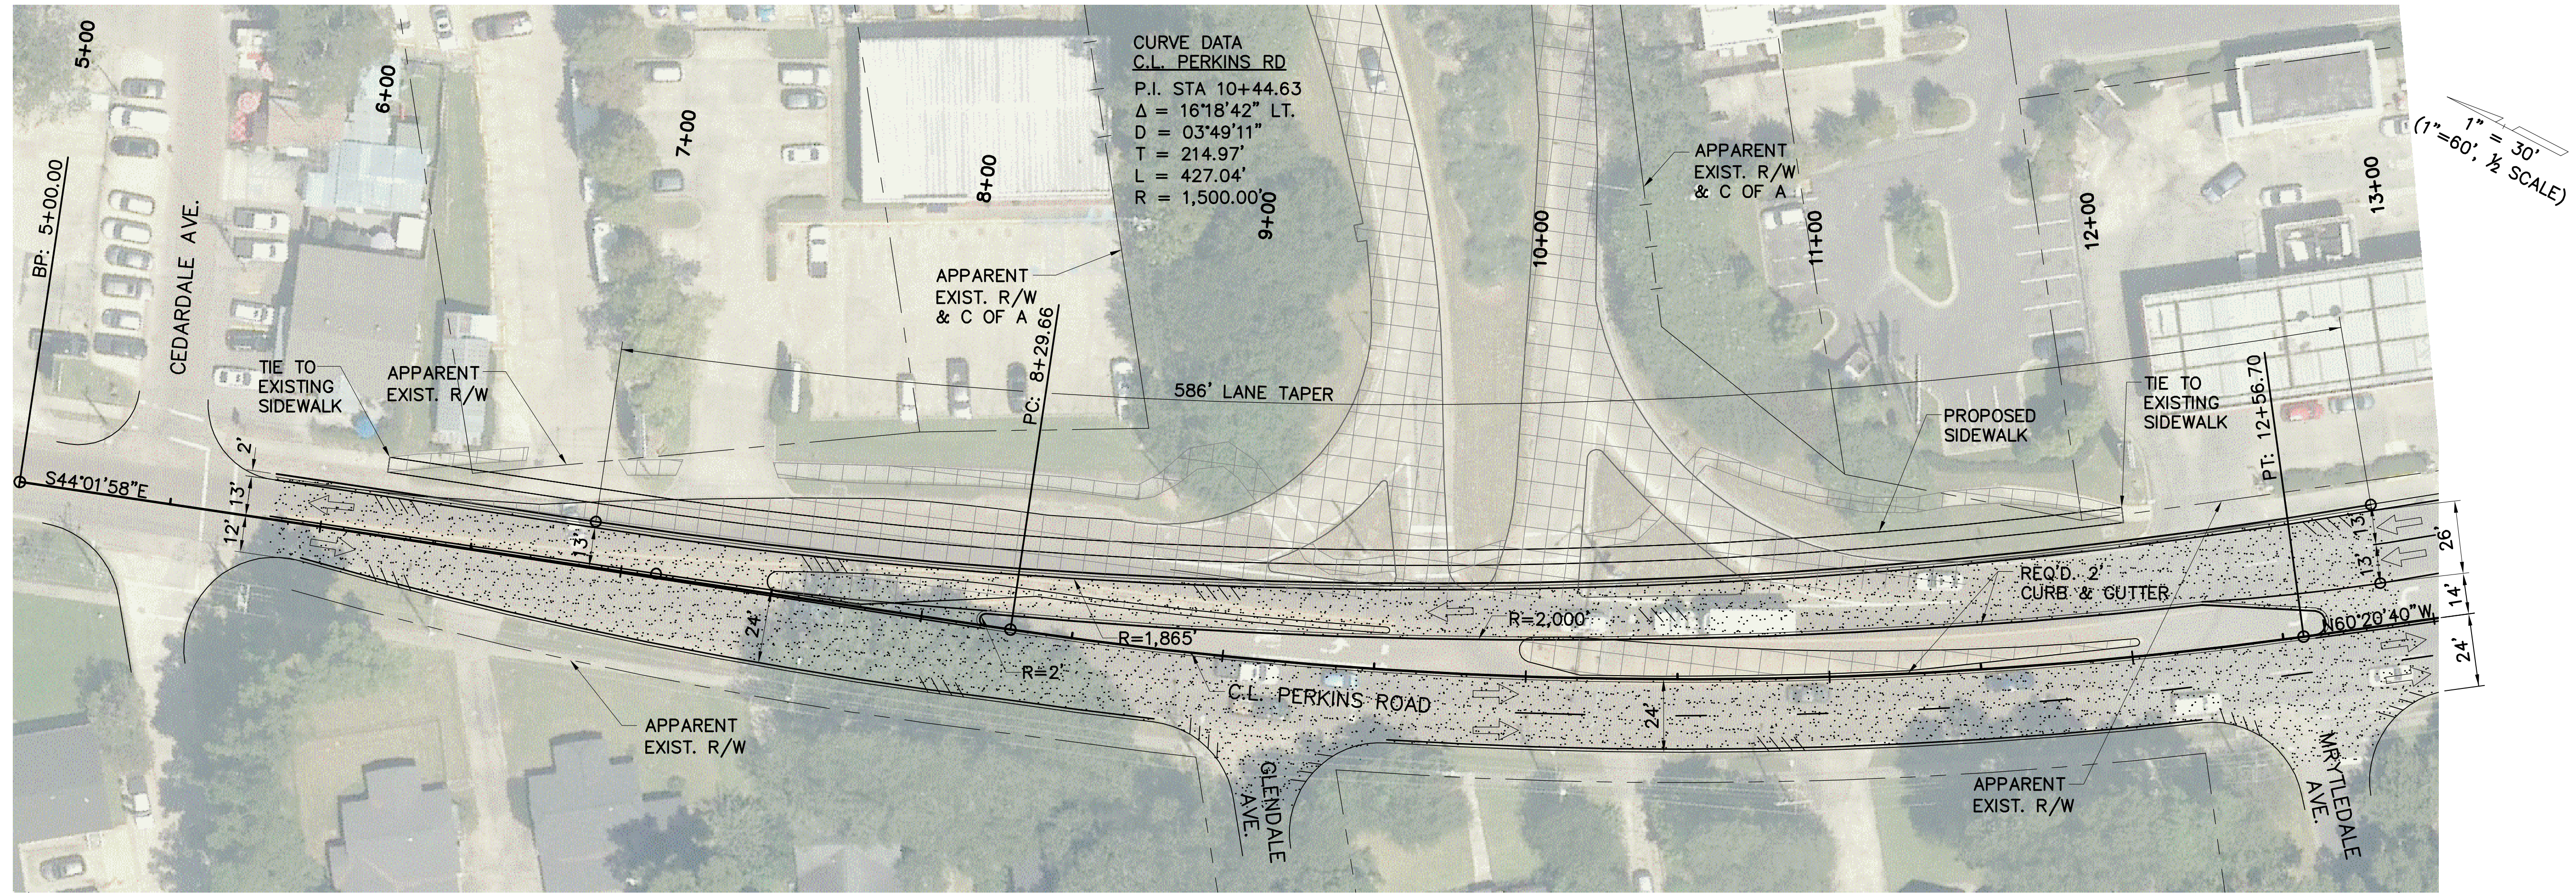 5+00
6+00
7+00
8+00
9+00
10+00
11+00
12+00
13+00
CURVE DATA
C.L. PERKINS RD
P.I. STA 10+44.63
Δ = 16°18'42" LT.
D = 03°49'11"
T = 214.97'
L = 427.04'
R = 1,500.00'
1" = 30'
(1"=60', ½ SCALE)
BP: 5+00.00
CEDARDALE AVE.
APPARENT
EXIST. R/W
& C OF A
APPARENT
EXIST. R/W
& C OF A
TIE TO
EXISTING
SIDEWALK
APPARENT
EXIST. R/W
PC: 8+29.66
586' LANE TAPER
PROPOSED
SIDEWALK
TIE TO
EXISTING
SIDEWALK
PT: 12+56.70
S44°01'58"E
2'
13'
12'
13'
24'
R=2'
R=1,865'
R=2,000'
C.L. PERKINS ROAD
24'
REQ'D. 2'
CURB & GUTTER
N60°20'40"W
13'
13'
26'
14'
24'
APPARENT
EXIST. R/W
GLENDALE
AVE.
APPARENT
EXIST. R/W
MRYTLEDALE
AVE.